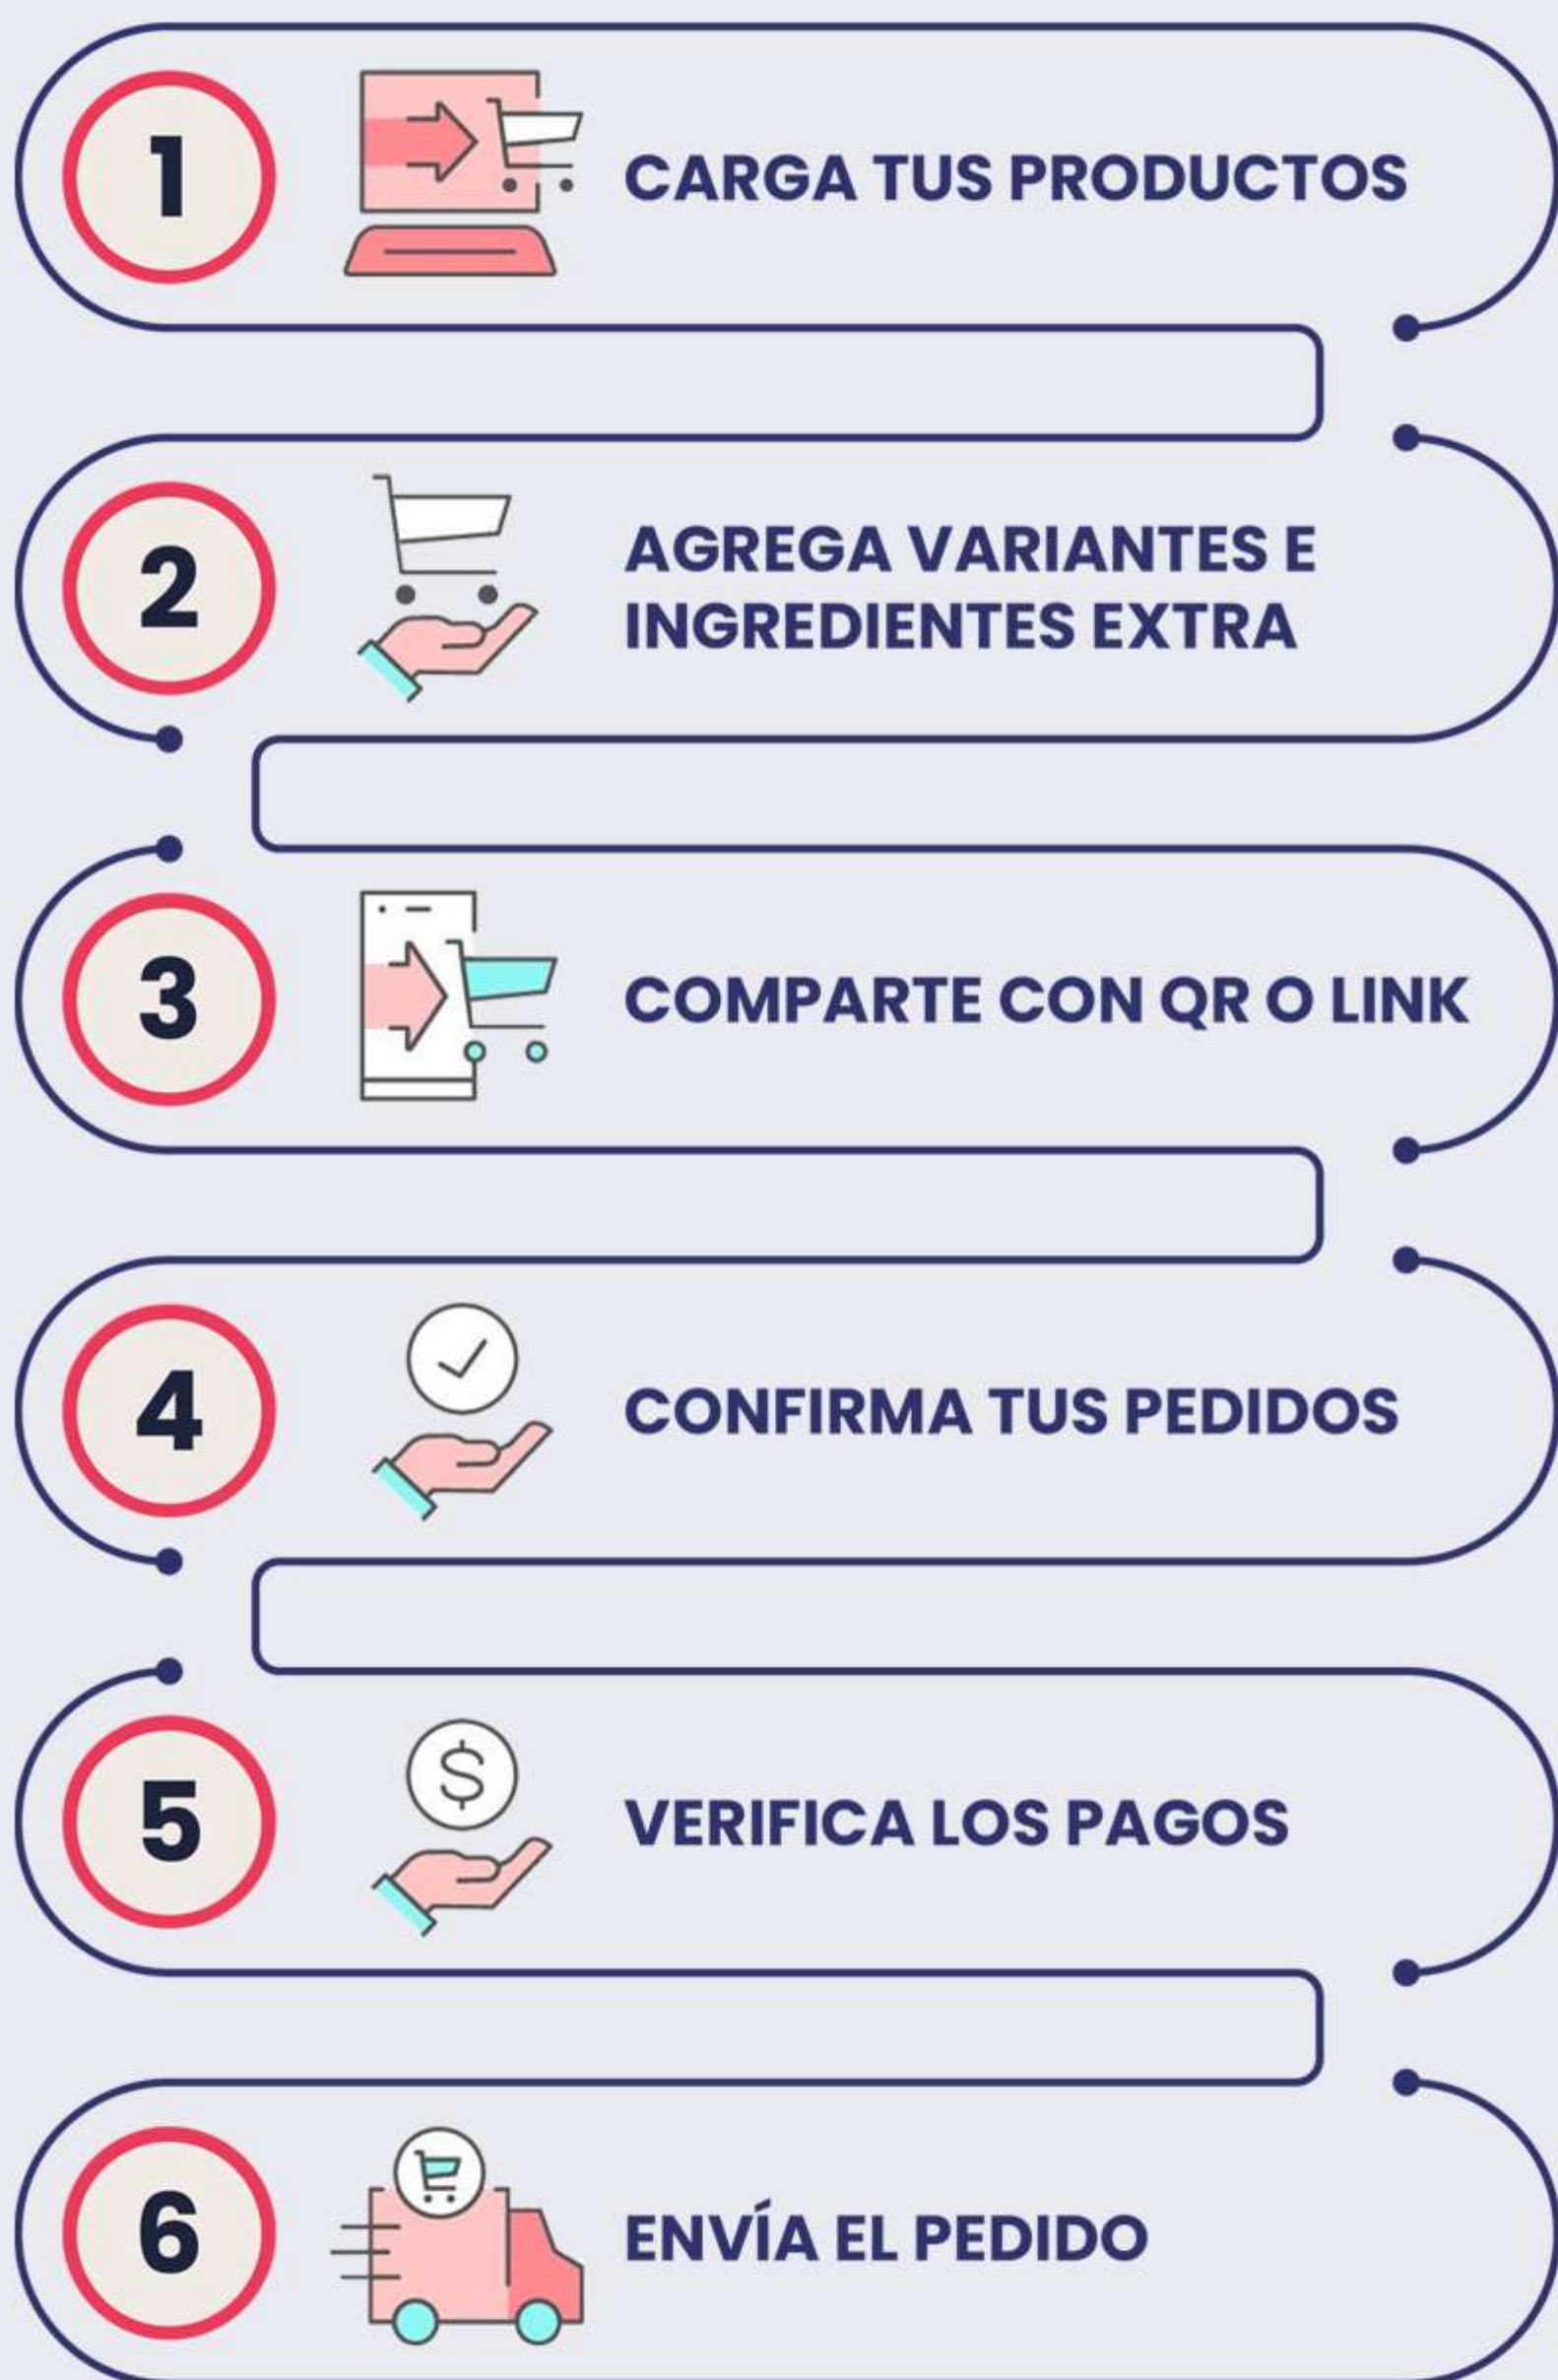 1
CARGA TUS PRODUCTOS
2
AGREGA VARIANTES E
INGREDIENTES EXTRA
3
COMPARTE CON QR O LINK
4
CONFIRMA TUS PEDIDOS
5
$
VERIFICA LOS PAGOS
6
ENVÍA EL PEDIDO